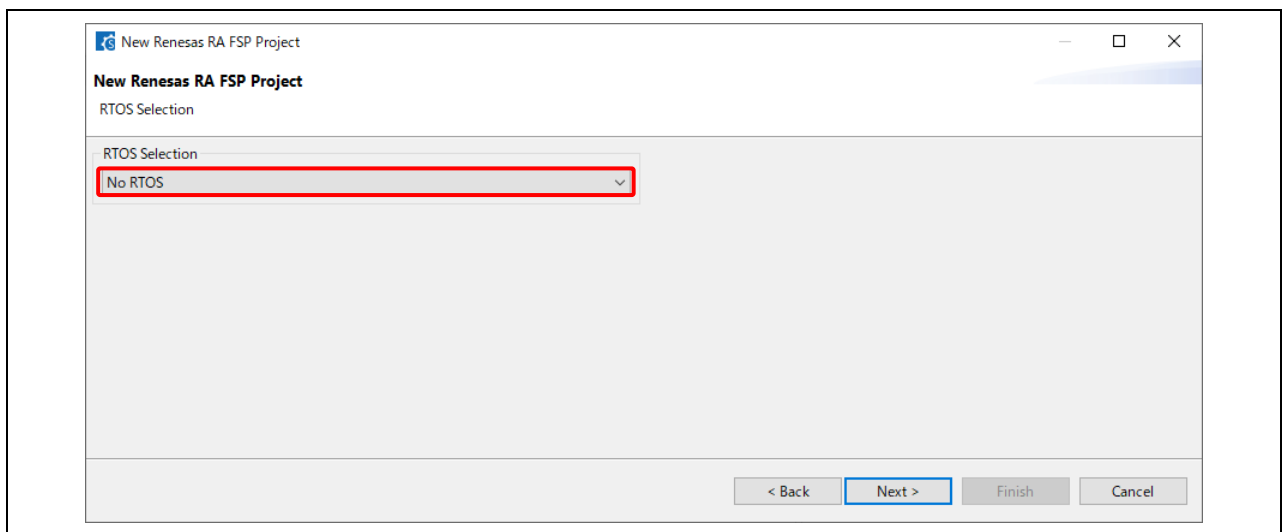 New Renesas RA FSP Project
New Renesas RA FSP Project
RTOS Selection
RTOS Selection
No RTOS
< Back Next > Finish Cancel